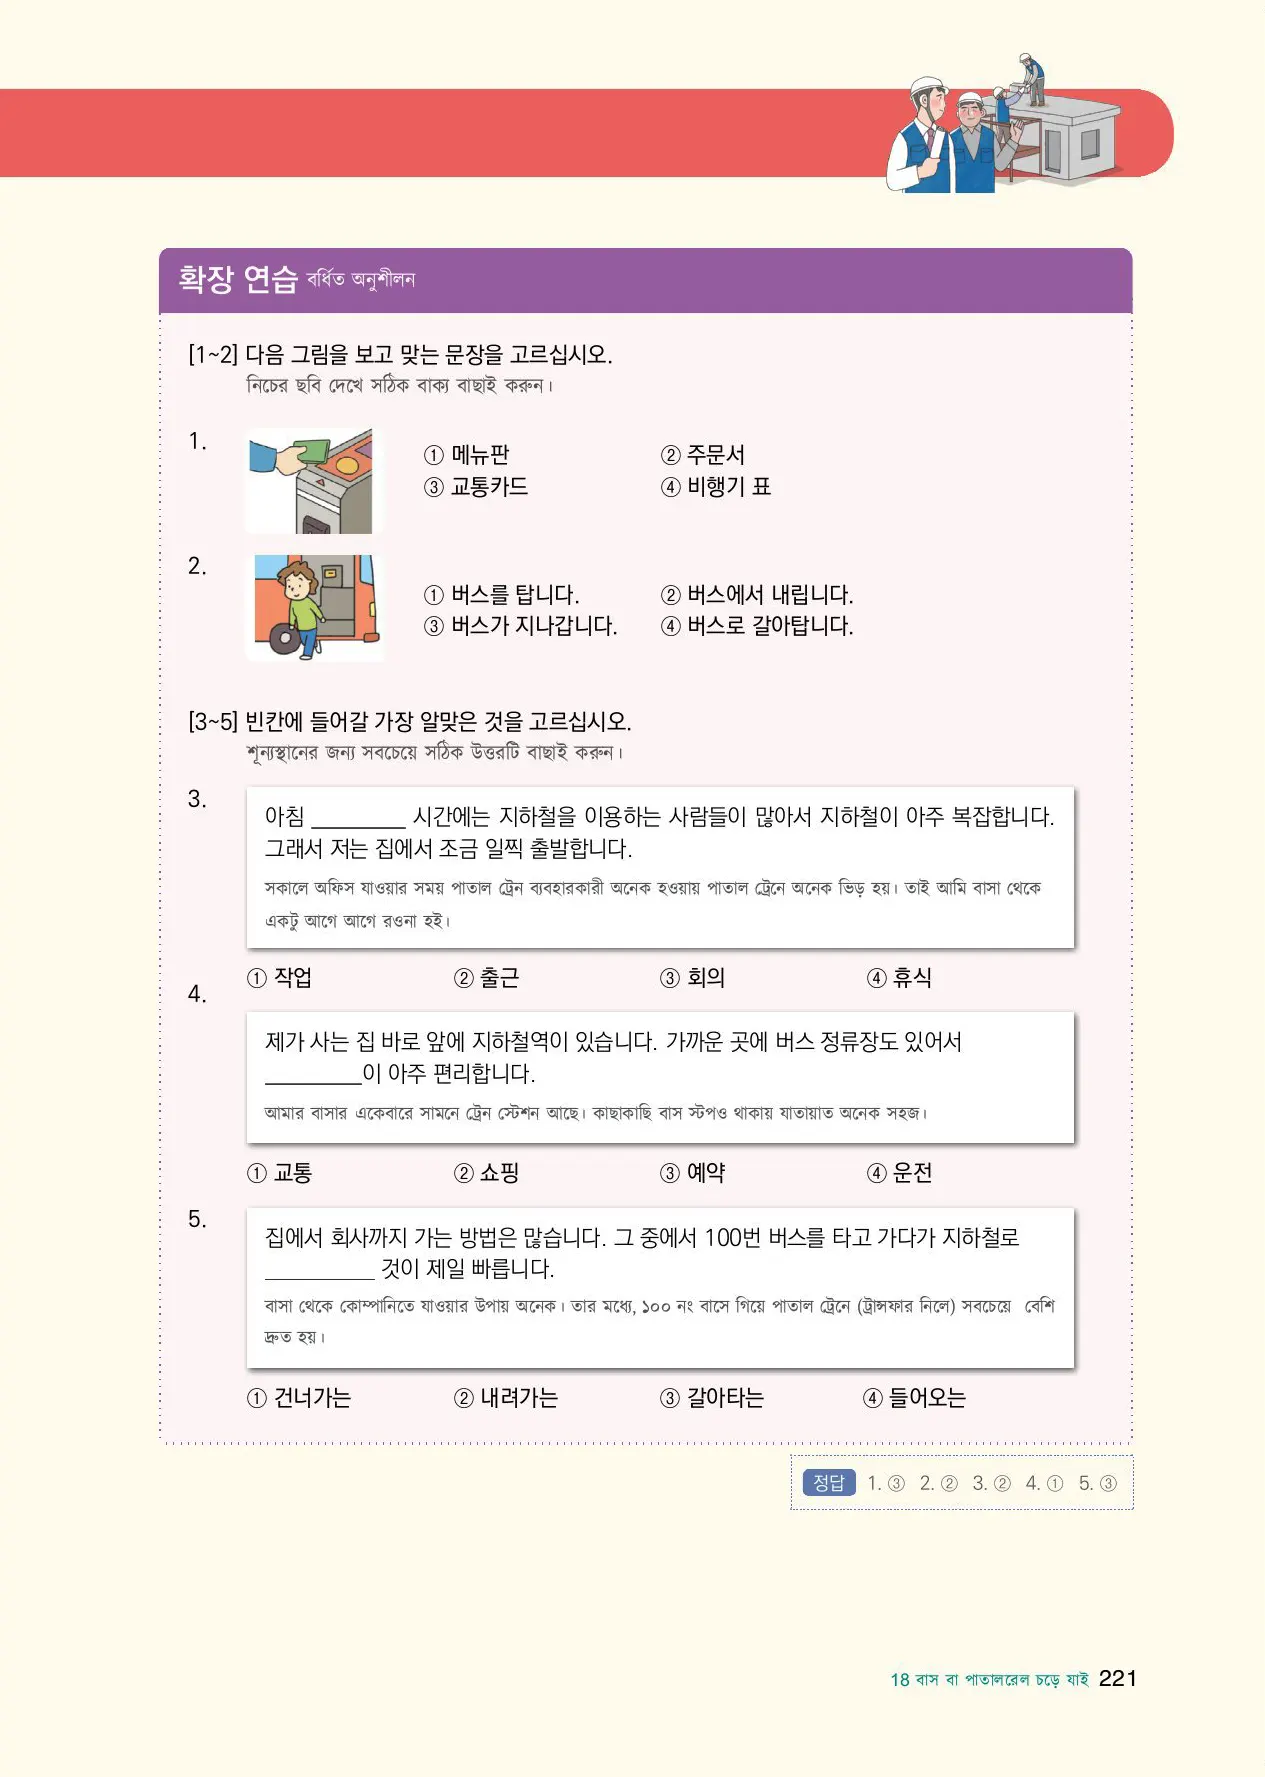 확장 연습 বর্ধিত অনুশীলন
[1~2] 다음 그림을 보고 맞는 문장을 고르십시오.
নিচের ছবি দেখে সঠিক বাক্য বাছাই করুন।
1.
① 메뉴판 ② 주문서
③ 교통카드 ④ 비행기 표
2.
① 버스를 탑니다. ② 버스에서 내립니다.
③ 버스가 지나갑니다. ④ 버스로 갈아탑니다.
[3~5] 빈칸에 들어갈 가장 알맞은 것을 고르십시오.
শূন্যস্থানের জন্য সবচেয়ে সঠিক উত্তরটি বাছাই করুন।
3.
아침 ________ 시간에는 지하철을 이용하는 사람들이 많아서 지하철이 아주 복잡합니다.
그래서 저는 집에서 조금 일찍 출발합니다.
সকালে অফিস যাওয়ার সময় পাতাল ট্রেন ব্যবহারকারী অনেক হওয়ায় পাতাল ট্রেনে অনেক ভিড় হয়। তাই আমি বাসা থেকে
একটু আগে আগে রওনা হই।
① 작업 ② 출근 ③ 회의 ④ 휴식
4.
제가 사는 집 바로 앞에 지하철역이 있습니다. 가까운 곳에 버스 정류장도 있어서
________이 아주 편리합니다.
আমার বাসার একেবারে সামনে ট্রেন স্টেশন আছে। কাছাকাছি বাস স্টপও থাকায় যাতায়াত অনেক সহজ।
① 교통 ② 쇼핑 ③ 예약 ④ 운전
5.
집에서 회사까지 가는 방법은 많습니다. 그 중에서 100번 버스를 타고 가다가 지하철로
_________ 것이 제일 빠릅니다.
বাসা থেকে কোম্পানিতে যাওয়ার উপায় অনেক। তার মধ্যে, ১০০ নং বাসে গিয়ে পাতাল ট্রেনে (ট্রান্সফার নিলে) সবচেয়ে বেশি
দ্রুত হয়।
① 건너가는 ② 내려가는 ③ 갈아타는 ④ 들어오는
정답 1. ③ 2. ② 3. ② 4. ① 5. ③
18 বাস বা পাতালরেল চড়ে যাই 221